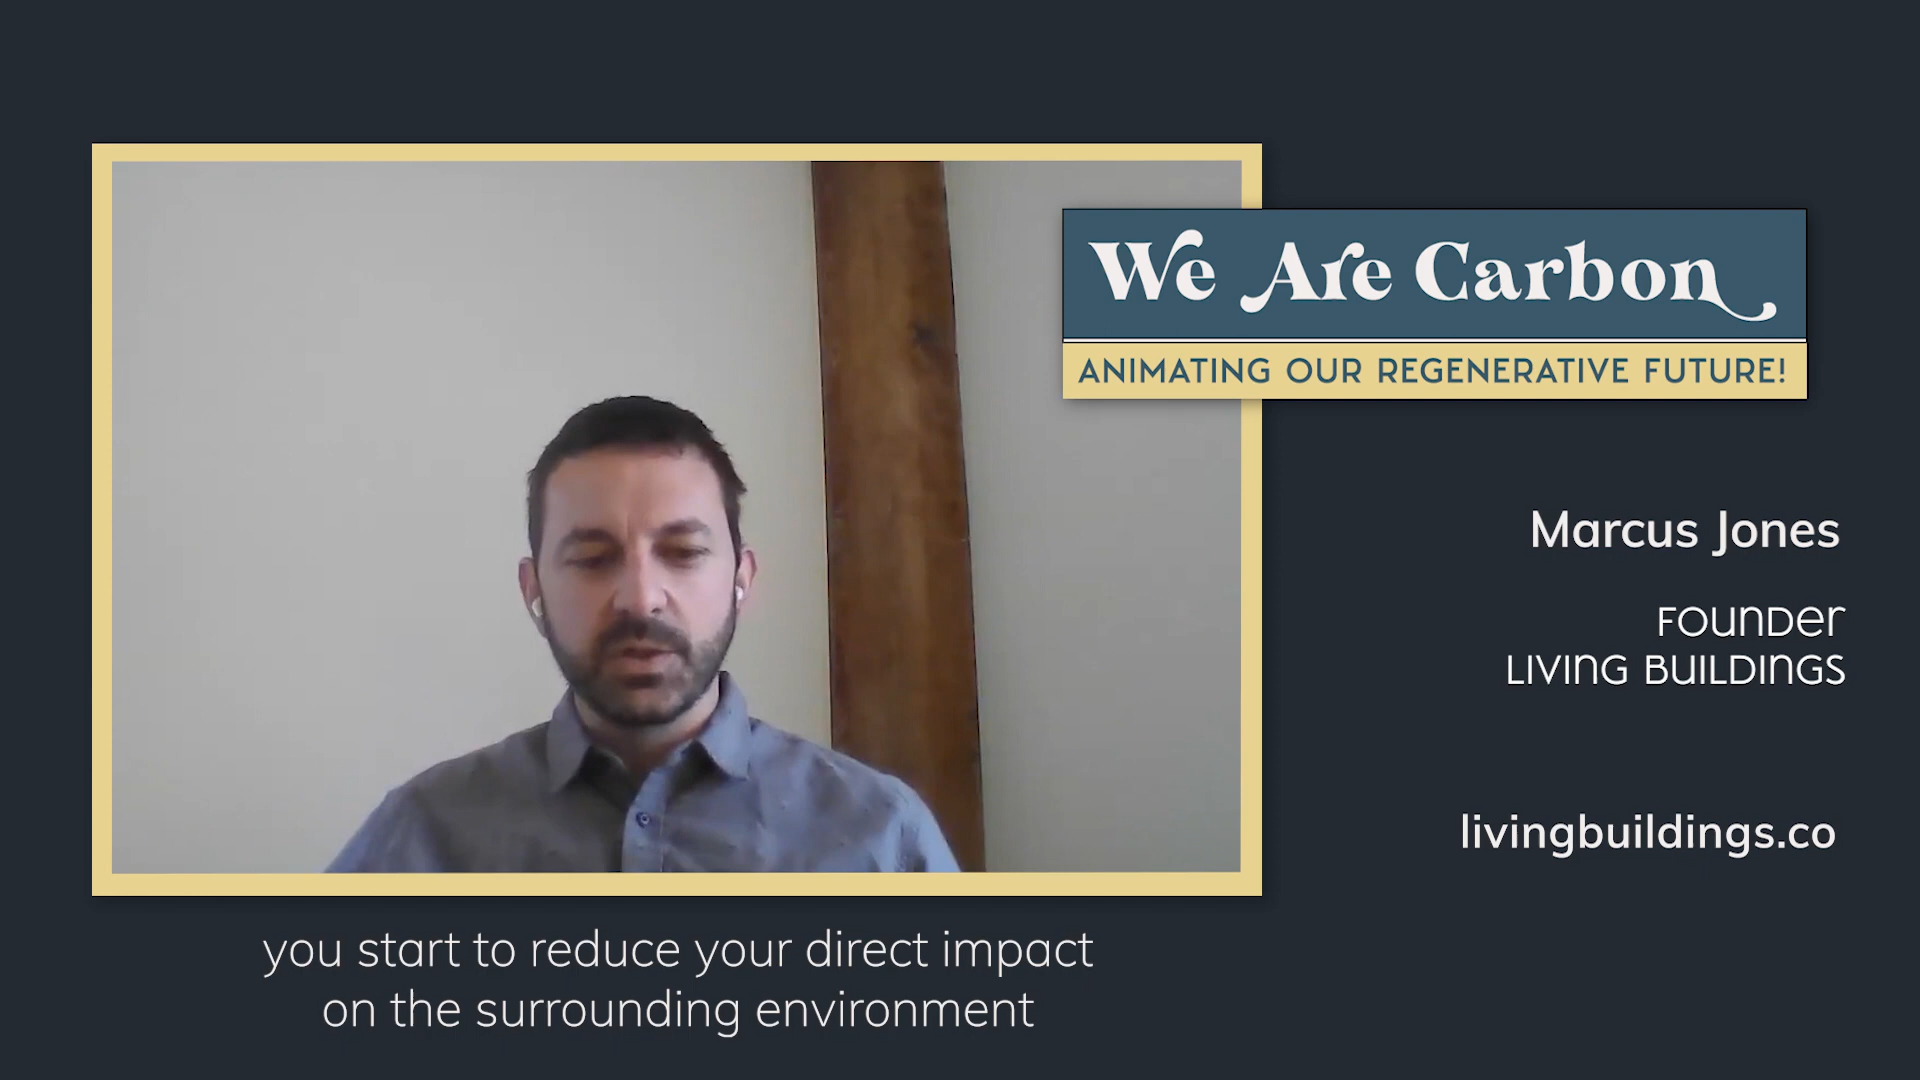 We Are Carbon
ANIMATING OUR REGENERATIVE FUTURE!
Marcus Jones
FOUNDER
LIVING BUILDINGS
livingbuildings.co
you start to reduce your direct impact
on the surrounding environment